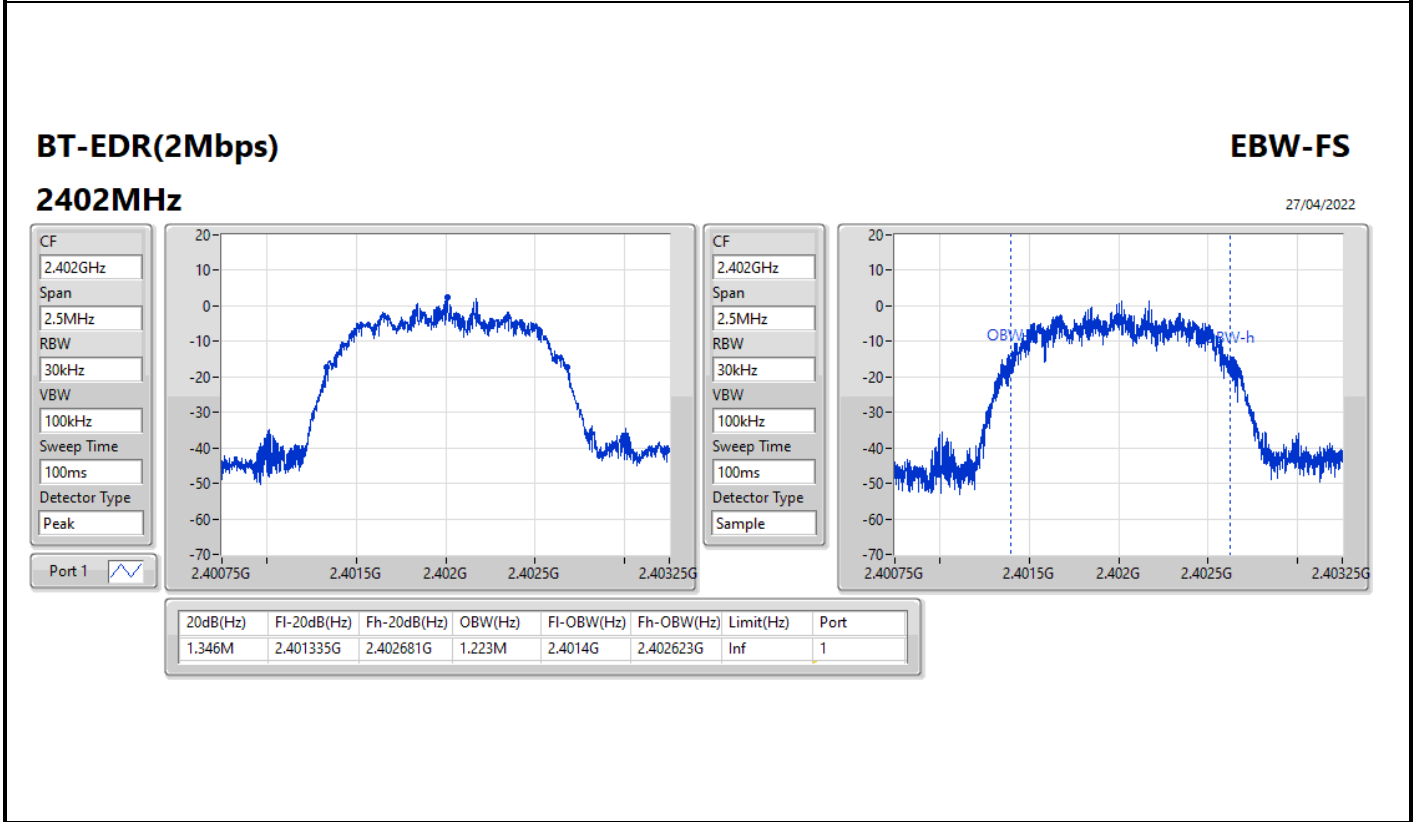 BT-EDR(2Mbps)
EBW-FS
2402MHz
27/04/2022
CF
2.402GHz
Span
2.5MHz
RBW
30kHz
VBW
100kHz
Sweep Time
100ms
Detector Type
Peak
Port 1
20
10
0
-10
-20
-30
-40
-50
-60
-70
2.40075G 2.4015G 2.402G 2.4025G 2.40325G
CF
2.402GHz
Span
2.5MHz
RBW
30kHz
VBW
100kHz
Sweep Time
100ms
Detector Type
Sample
20
10
0
-10
-20
-30
-40
-50
-60
-70
OBW
BW-h
2.40075G 2.4015G 2.402G 2.4025G 2.40325G
20dB(Hz) Fl-20dB(Hz) Fh-20dB(Hz) OBW(Hz) Fl-OBW(Hz) Fh-OBW(Hz) Limit(Hz) Port
1.346M 2.401335G 2.402681G 1.223M 2.4014G 2.402623G Inf 1